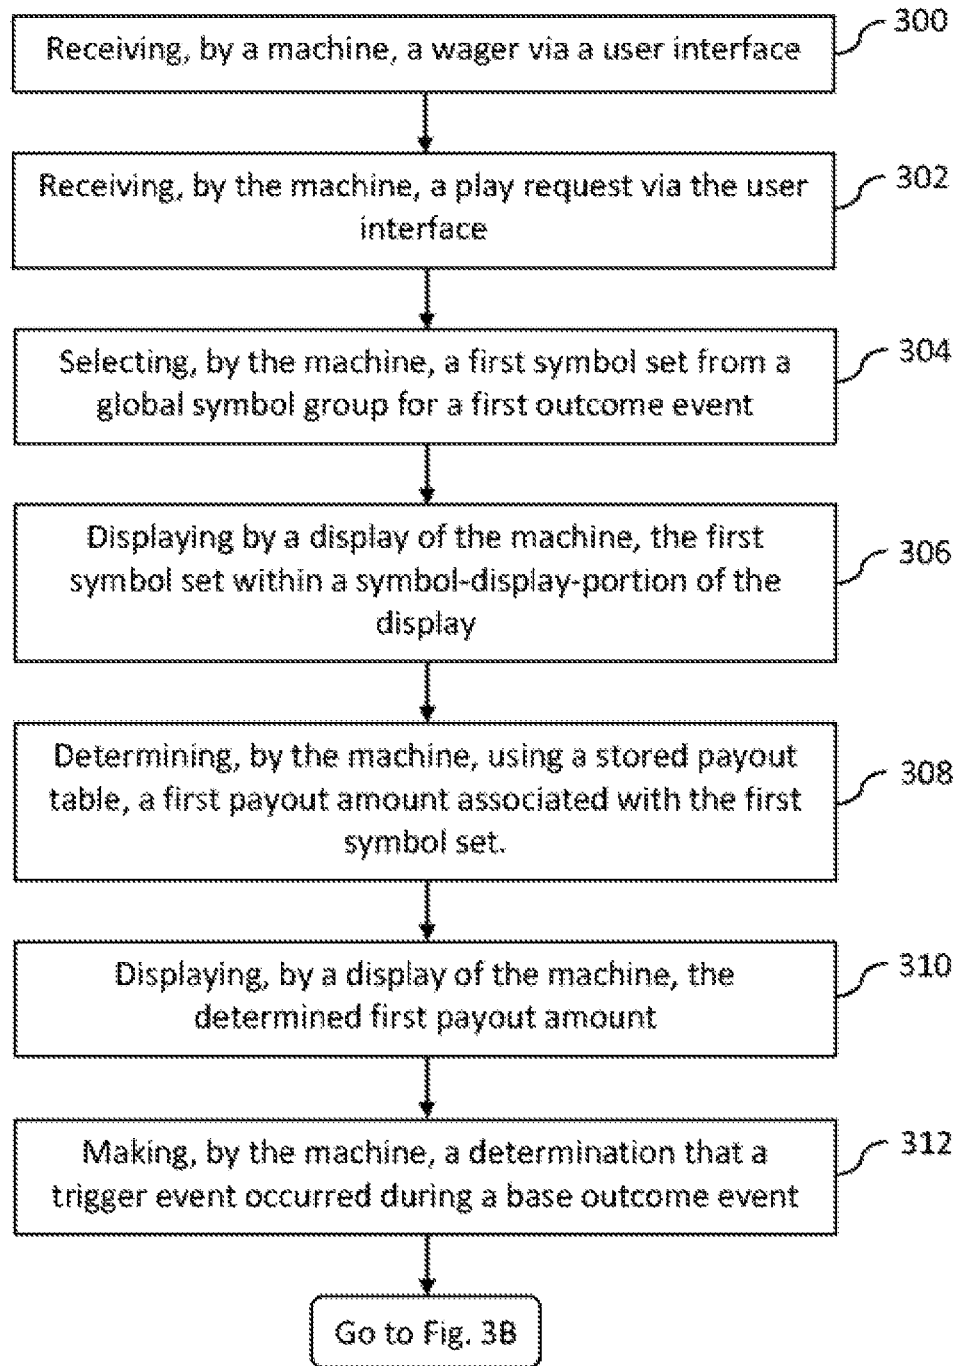 Receiving, by a machine, a wager via a user interface
300
Receiving, by the machine, a play request via the user
interface
302
Selecting, by the machine, a first symbol set from a
global symbol group for a first outcome event
304
Displaying by a display of the machine, the first
symbol set within a symbol-display-portion of the
display
306
Determining, by the machine, using a stored payout
table, a first payout amount associated with the first
symbol set.
308
Displaying, by a display of the machine, the
determined first payout amount
310
Making, by the machine, a determination that a
trigger event occurred during a base outcome event
312
Go to Fig. 3B